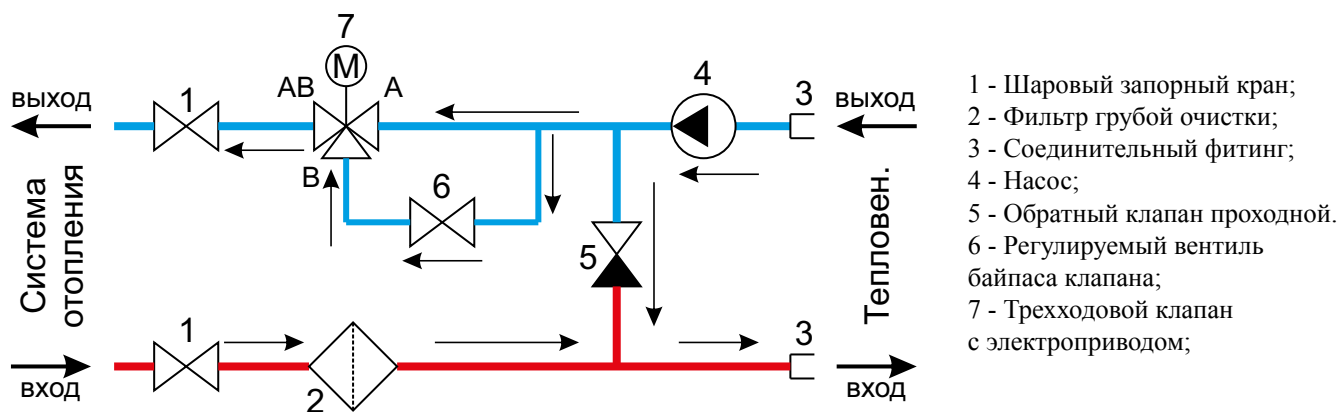 7
М
АВ
А
В
1
4
3
6
5
выход
выход
Система
отопления
Тепловен.
1
2
3
вход
вход
1 - Шаровый запорный кран;
2 - Фильтр грубой очистки;
3 - Соединительный фитинг;
4 - Насос;
5 - Обратный клапан проходной.
6 - Регулируемый вентиль
байпаса клапана;
7 - Трехходовой клапан
с электроприводом;